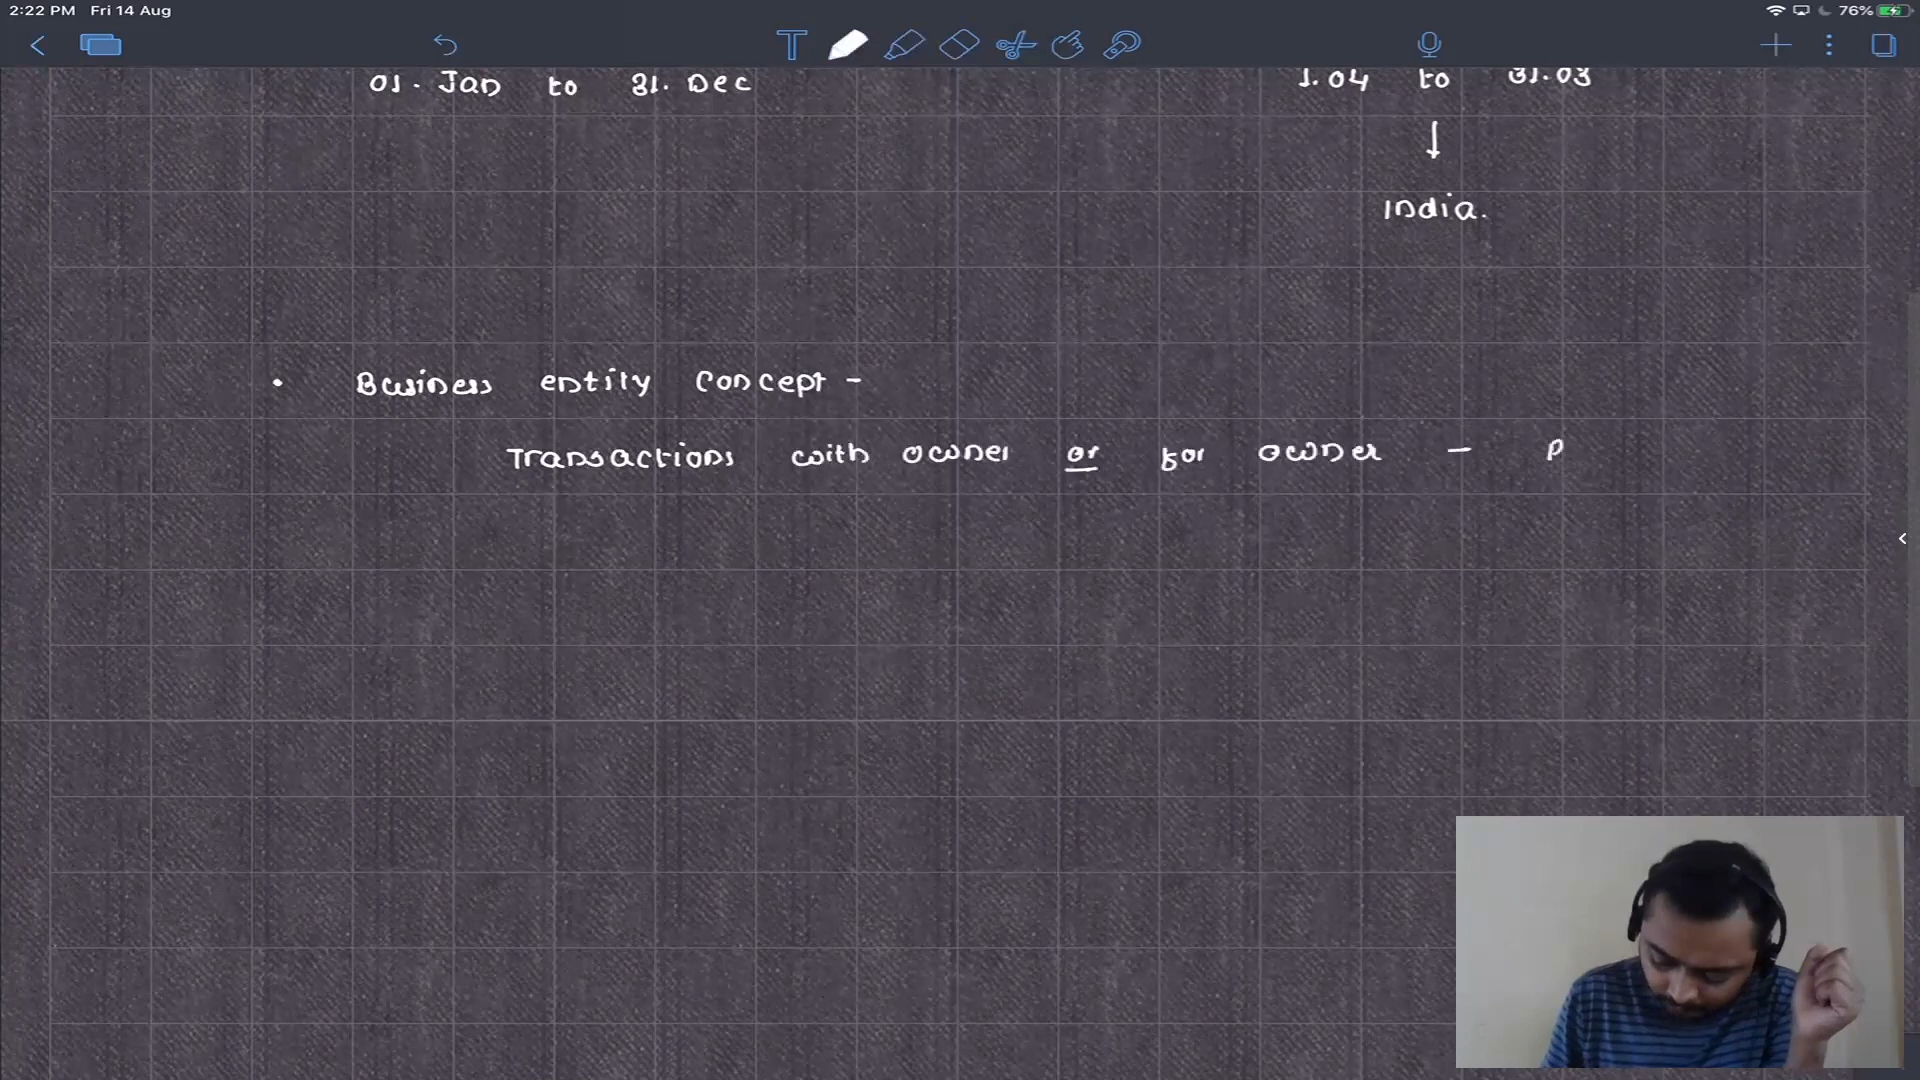 2:22 PM Fri 14 Aug 76%
T
01. Jan to 31. Dec 1.04 to 31.03
India.
• Business entity concept -
Transactions with owner or for owner - P